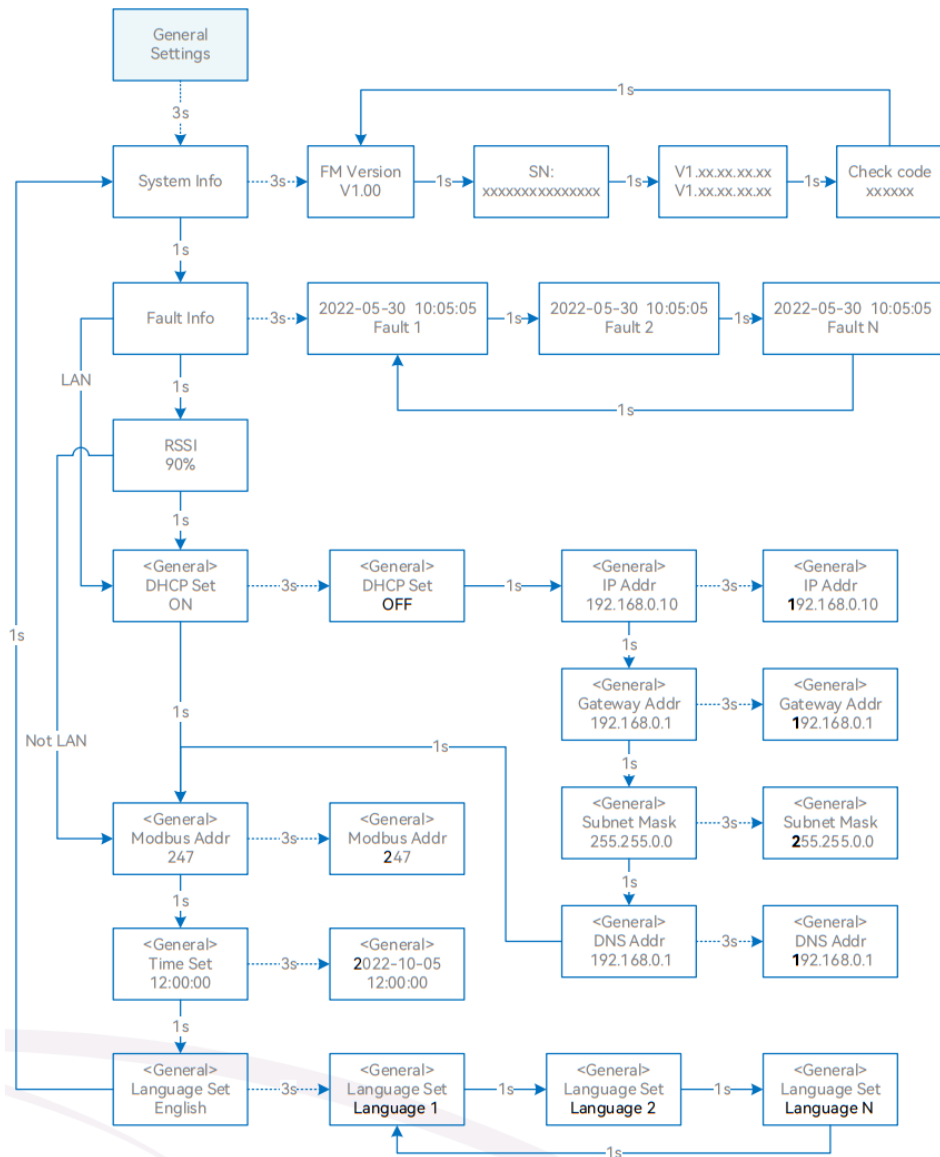 General
Settings
3s
1s
System Info
3s
FM Version
V1.00
1s
SN:
xxxxxxxxxxxxxxx
1s
V1.xx.xx.xx.xx
V1.xx.xx.xx.xx
1s
Check code
xxxxxx
1s
Fault Info
3s
2022-05-30 10:05:05
Fault 1
1s
2022-05-30 10:05:05
Fault 2
1s
2022-05-30 10:05:05
Fault N
LAN
1s
1s
RSSI
90%
1s
<General>
DHCP Set
ON
3s
<General>
DHCP Set
OFF
1s
<General>
IP Addr
192.168.0.10
3s
<General>
IP Addr
192.168.0.10
1s
1s
<General>
Gateway Addr
192.168.0.1
3s
<General>
Gateway Addr
192.168.0.1
1s
Not LAN
1s
1s
<General>
Modbus Addr
247
3s
<General>
Modbus Addr
247
<General>
Subnet Mask
255.255.0.0
3s
<General>
Subnet Mask
255.255.0.0
1s
1s
<General>
Time Set
12:00:00
3s
2022-10-05
12:00:00
<General>
DNS Addr
192.168.0.1
3s
<General>
DNS Addr
192.168.0.1
1s
<General>
Language Set
English
3s
<General>
Language Set
Language 1
1s
<General>
Language Set
Language 2
1s
<General>
Language Set
Language N
1s